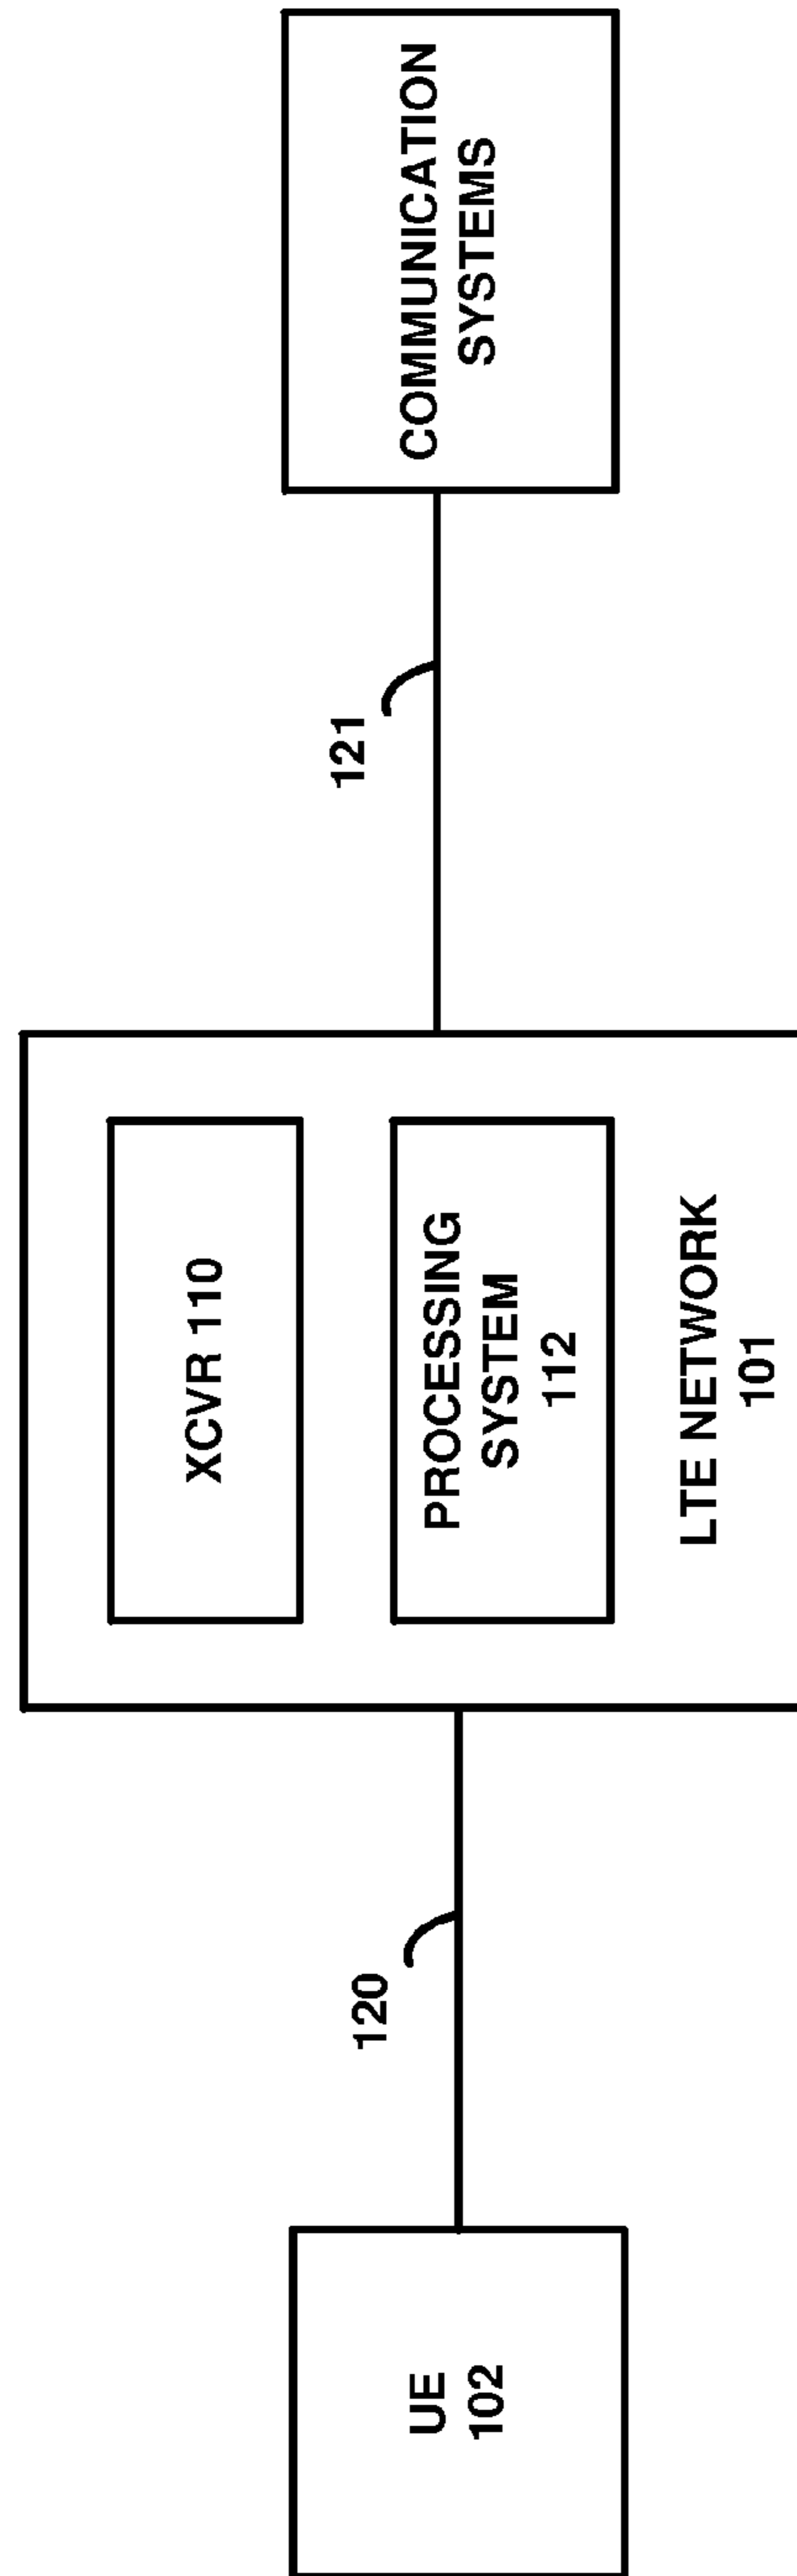 UE
102
120
XCVR 110
PROCESSING
SYSTEM
112
LTE NETWORK
101
121
COMMUNICATION
SYSTEMS